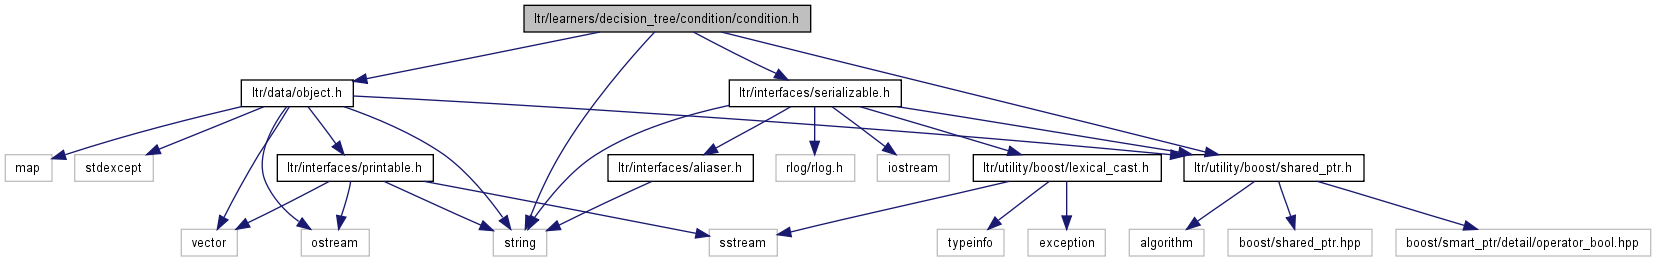 ltr/learners/decision_tree/condition/condition.h
ltr/data/object.h
ltr/interfaces/serializable.h
map
stdexcept
ltr/interfaces/printable.h
ltr/interfaces/aliaser.h
rlog/rlog.h
iostream
ltr/utility/boost/lexical_cast.h
ltr/utility/boost/shared_ptr.h
vector
ostream
string
sstream
typeinfo
exception
algorithm
boost/shared_ptr.hpp
boost/smart_ptr/detail/operator_bool.hpp